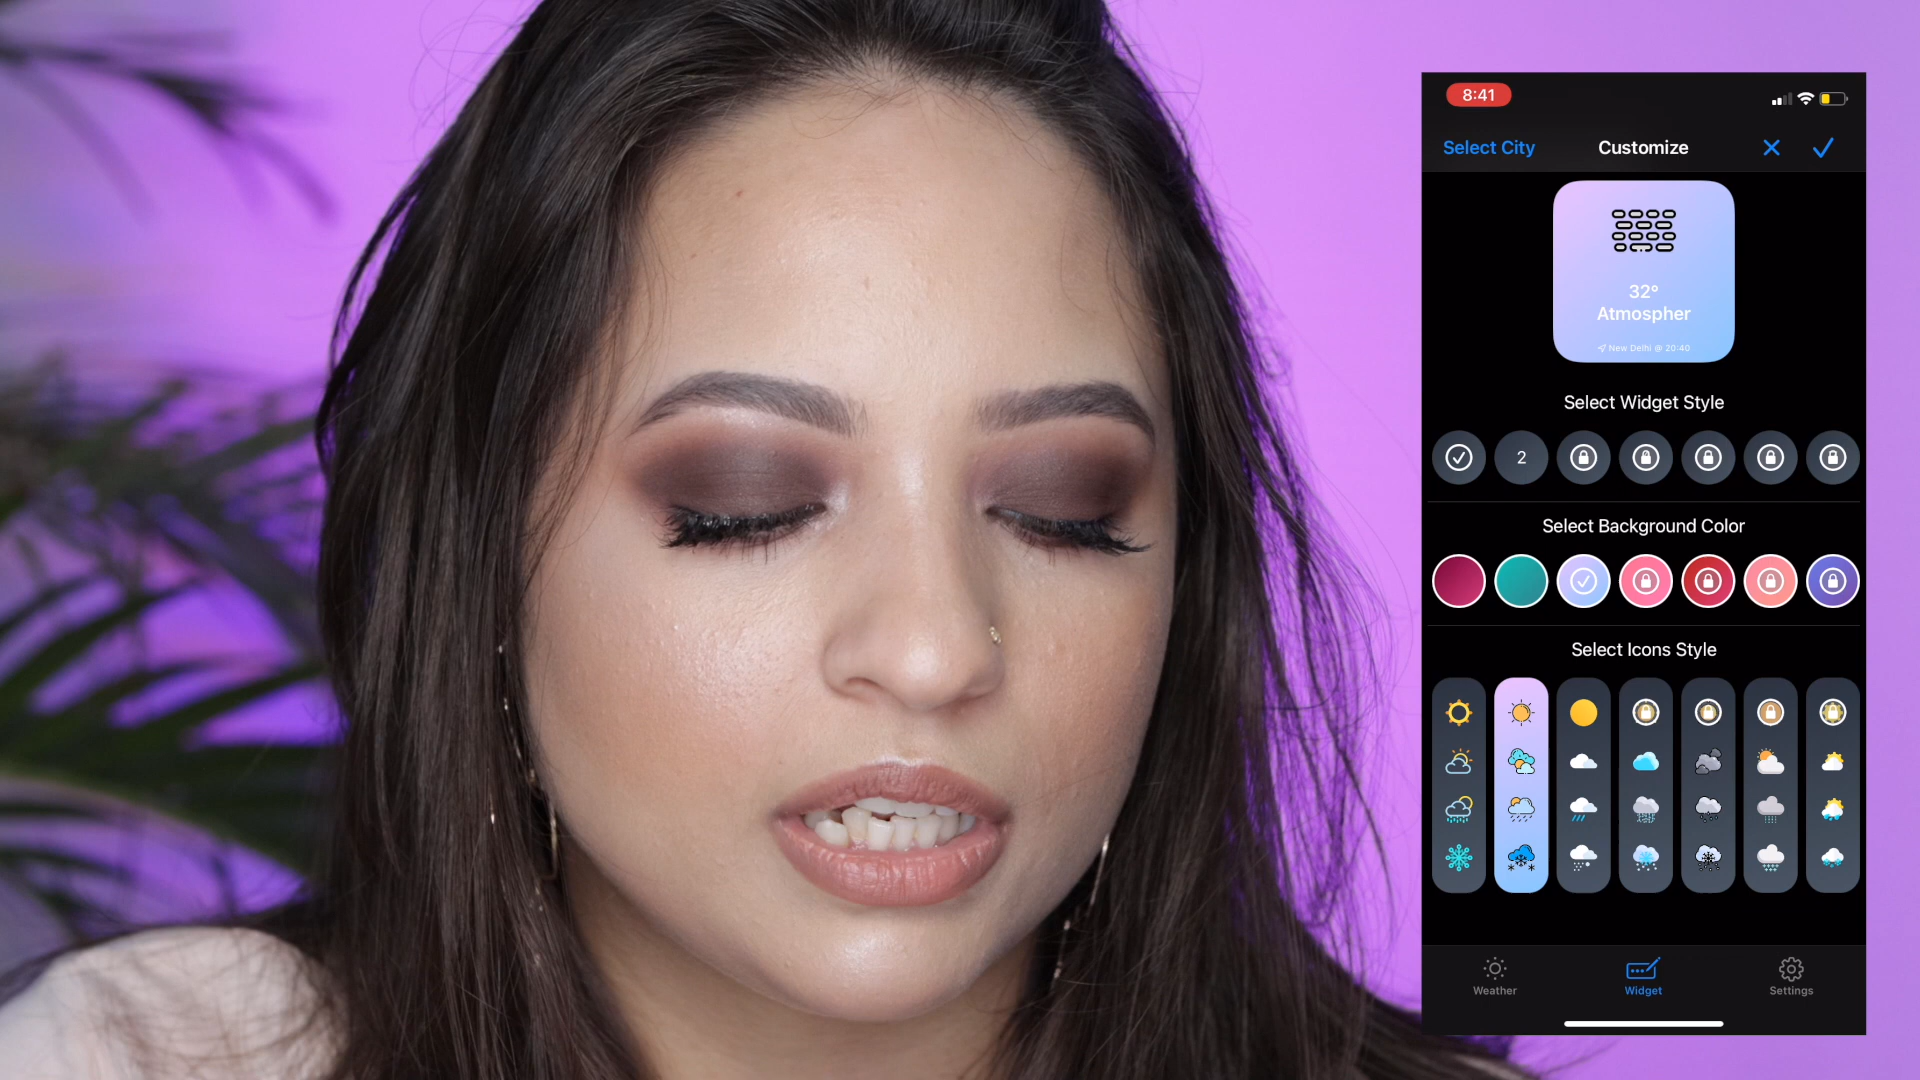 8:41
Select City Customize
32°
Atmospher
New Delhi @ 20:40
Select Widget Style
2
Select Background Color
Select Icons Style
Weather Widget Settings